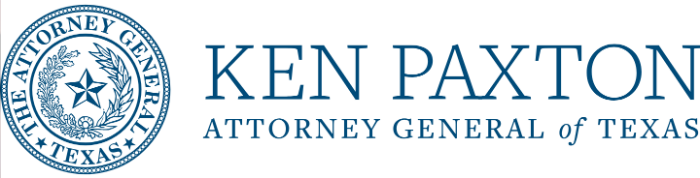 THE ATTORNEY GENERAL
★ TEXAS ★
KEN PAXTON
ATTORNEY GENERAL of TEXAS